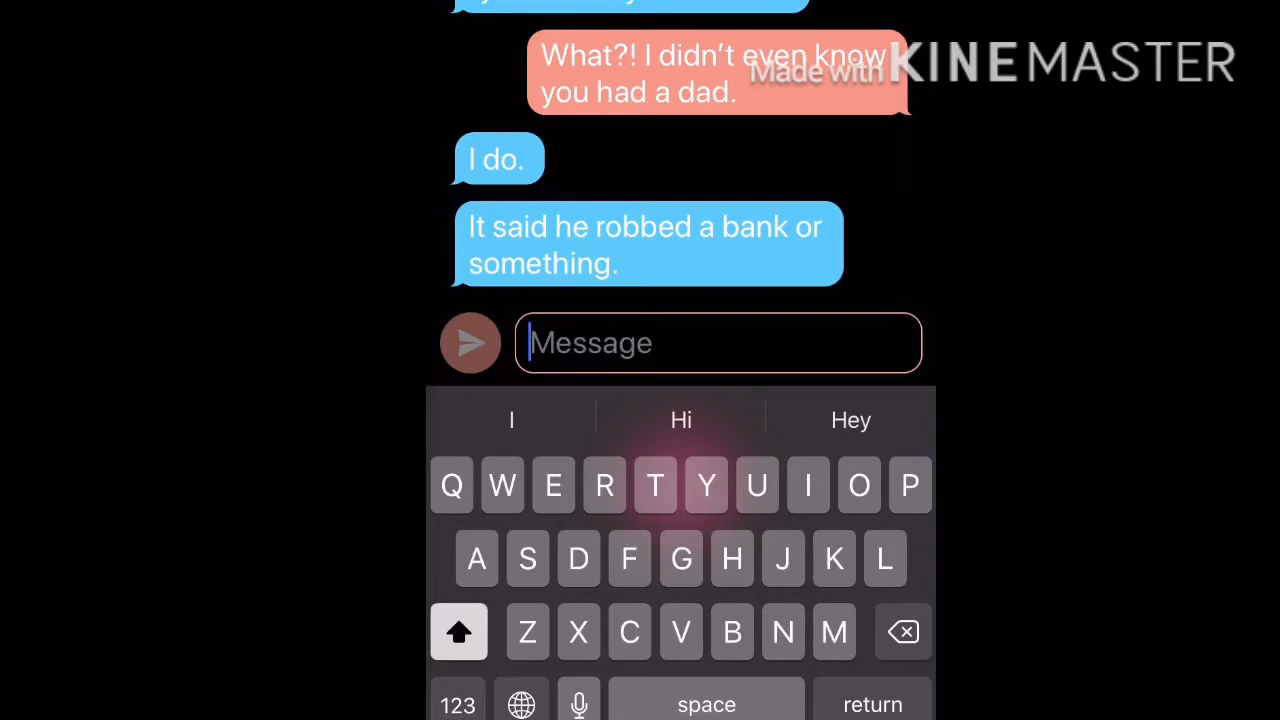 What?! I didn't even know
you had a dad.
Made with KINEMASTER
I do.
It said he robbed a bank or
something.
Message
I Hi Hey
Q W E R T Y U I O P
A S D F G H J K L
Z X C V B N M
123 space return